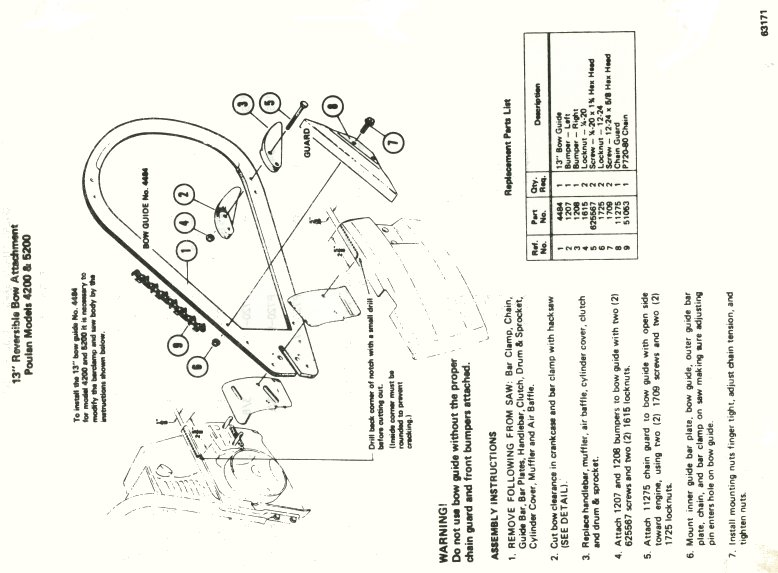 13" Reversible Bow Attachment
Poulan Models 4200 & 5200
To install the 13" bow guide No. 4484
for model 4200 and 5200 it is necessary to
modify the barclamp and saw body by the
instructions shown below.
BOW GUIDE No. 4484
GUARD
1
2
3
4
5
6
7
8
9
Drill back corner of notch with a small drill
before cutting out.
(Inside corner must be
rounded to prevent
cracking.)
WARNING!
Do not use bow guide without the proper
chain guard and front bumpers attached.
ASSEMBLY INSTRUCTIONS
1. REMOVE FOLLOWING FROM SAW: Bar Clamp, Chain,
Guide Bar, Bar Plates, Handlebar, Clutch, Drum & Sprocket,
Cylinder Cover, Muffler and Air Baffle.
2. Cut bow clearance in crankcase and bar clamp with hacksaw
(SEE DETAIL).
3. Replace handlebar, muffler, air baffle, cylinder cover, clutch
and drum & sprocket.
4. Attach 1207 and 1208 bumpers to bow guide with two (2)
625567 screws and two (2) 1615 locknuts.
5. Attach 11275 chain guard to bow guide with open side
toward engine, using two (2) 1709 screws and two (2)
1725 locknuts.
6. Mount inner guide bar plate, bow guide, outer guide bar
plate, chain, and bar clamp on saw making sure adjusting
pin enters hole on bow guide.
7. Install mounting nuts finger tight, adjust chain tension, and
tighten nuts.
Replacement Parts List
Ref. No. Part No. Qty. Req. Description
1 4484 1 13" Bow Guide
2 1207 1 Bumper – Left
3 1208 1 Bumper – Right
4 1615 2 Locknut – ¼-20
5 625567 2 Screw – ¼-20 x 1¾ Hex Head
6 1725 2 Locknut – 12-24
7 1709 2 Screw – 12-24 x 5/8 Hex Head
8 11275 1 Chain Guard
9 51053 1 P720-80 Chain
63171